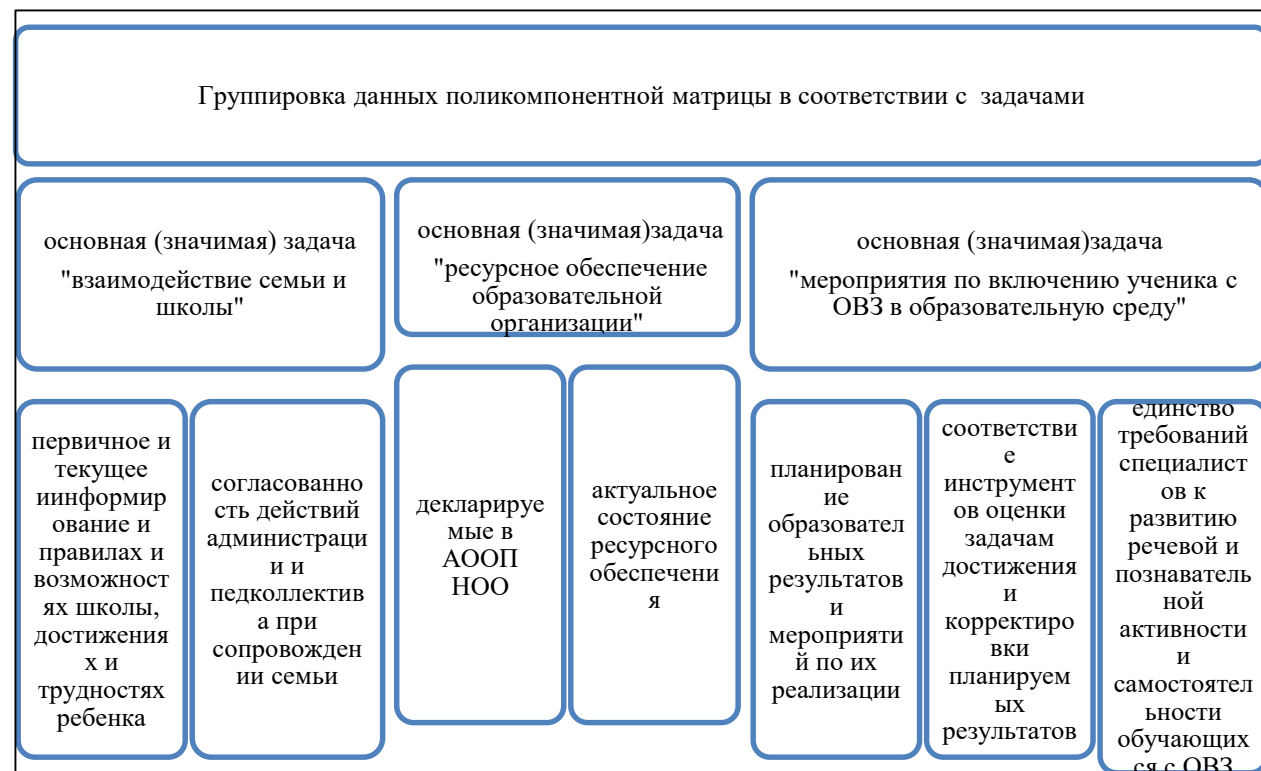 Группировка данных поликомпонентной матрицы в соответствии с задачами
основная (значимая) задача
"взаимодействие семьи и
школы"
основная (значимая)задача
"ресурсное обеспечение
образовательной
организации"
основная (значимая)задача
"мероприятия по включению ученика с
ОВЗ в образовательную среду"
первичное и
текущее
иинформир
ование и
правилах и
возможност
ях школы,
достижения
х и
трудностях
ребенка
согласованно
сть действий
администраци
и и
педколлектив
а при
сопровожден
ии семьи
декларируе
мые в
АООП
НОО
актуальное
состояние
ресурсного
обеспечени
я
планирован
ие
образовател
ьных
результатов
и
мероприяти
й по их
реализации
соответстви
е
инструмент
ов оценки
задачам
достижения
и
корректиро
вки
планируем
ых
результатов
единство
требований
специалист
ов к
развитию
речевой и
познаватель
ной
активности
и
самостоятел
ьности
обучающих
ся с ОВЗ